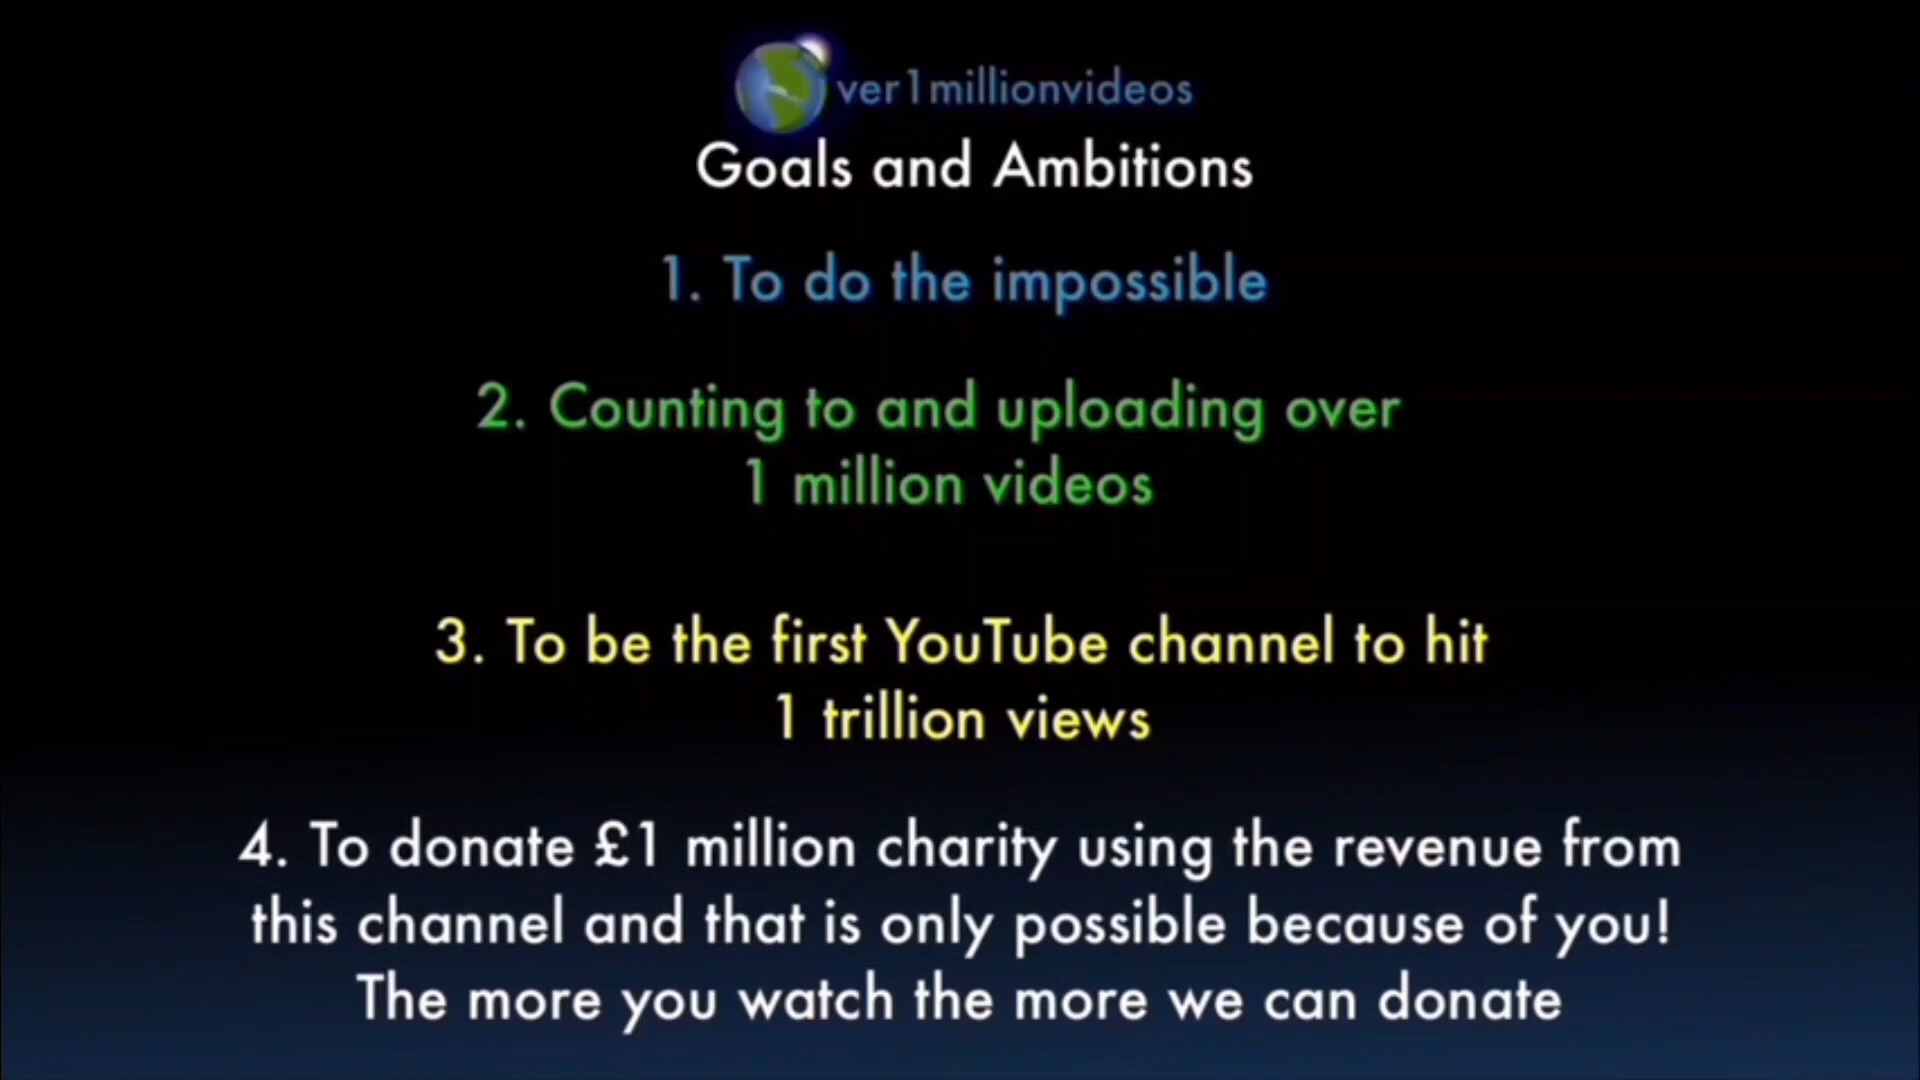 ver1millionvideos
Goals and Ambitions
1. To do the impossible
2. Counting to and uploading over
1 million videos
3. To be the first YouTube channel to hit
1 trillion views
4. To donate £1 million charity using the revenue from
this channel and that is only possible because of you!
The more you watch the more we can donate